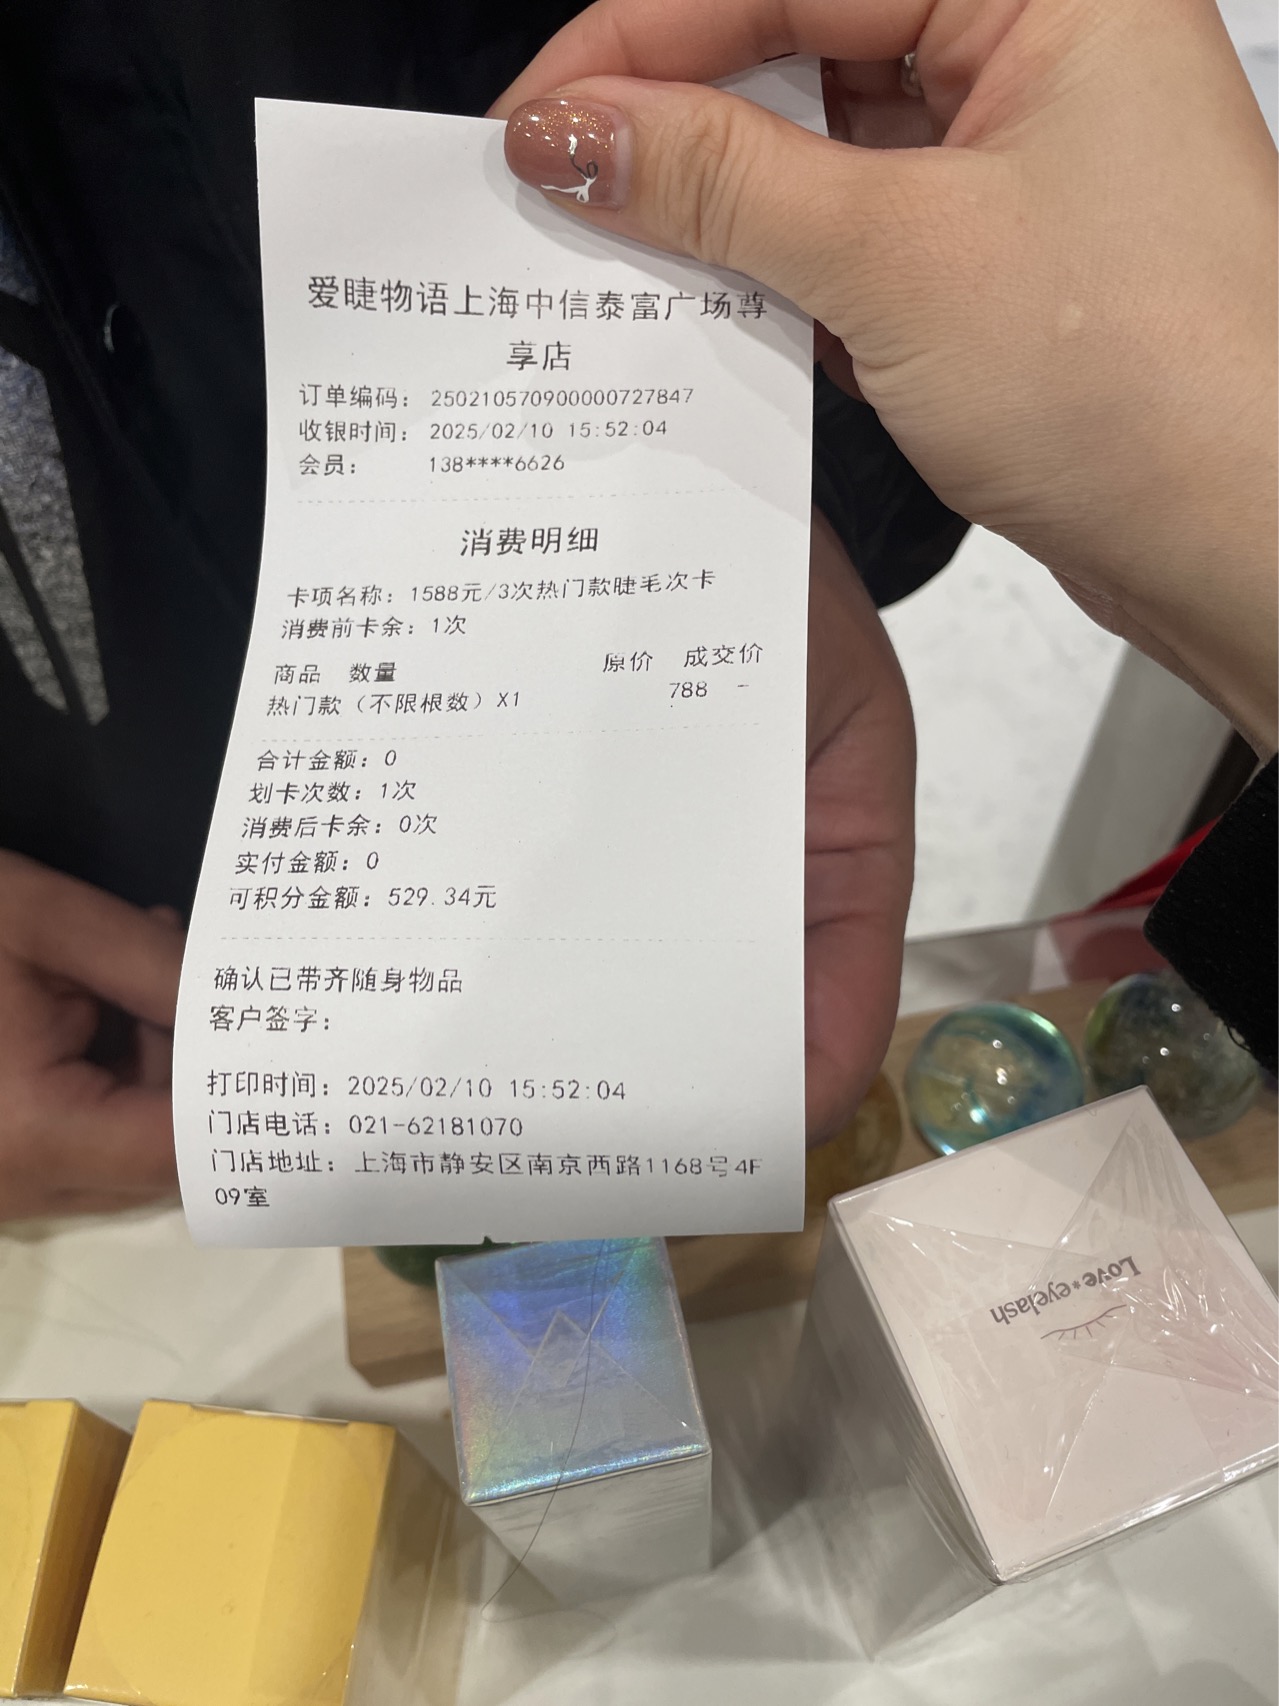 爱睫物语上海中信泰富广场尊
享店
订单编码： 250210570900000727847
收银时间： 2025/02/10 15:52:04
会员： 138****6626
消费明细
卡项名称： 1588元/3次热门款睫毛次卡
消费前卡余： 1次
商品 数量 原价 成交价
热门款（不限根数）X1 788 -
合计金额： 0
划卡次数： 1次
消费后卡余： 0次
实付金额： 0
可积分金额： 529.34元
确认已带齐随身物品
客户签字：
打印时间： 2025/02/10 15:52:04
门店电话： 021-62181070
门店地址： 上海市静安区南京西路1168号4F
09室
Love*eyelash